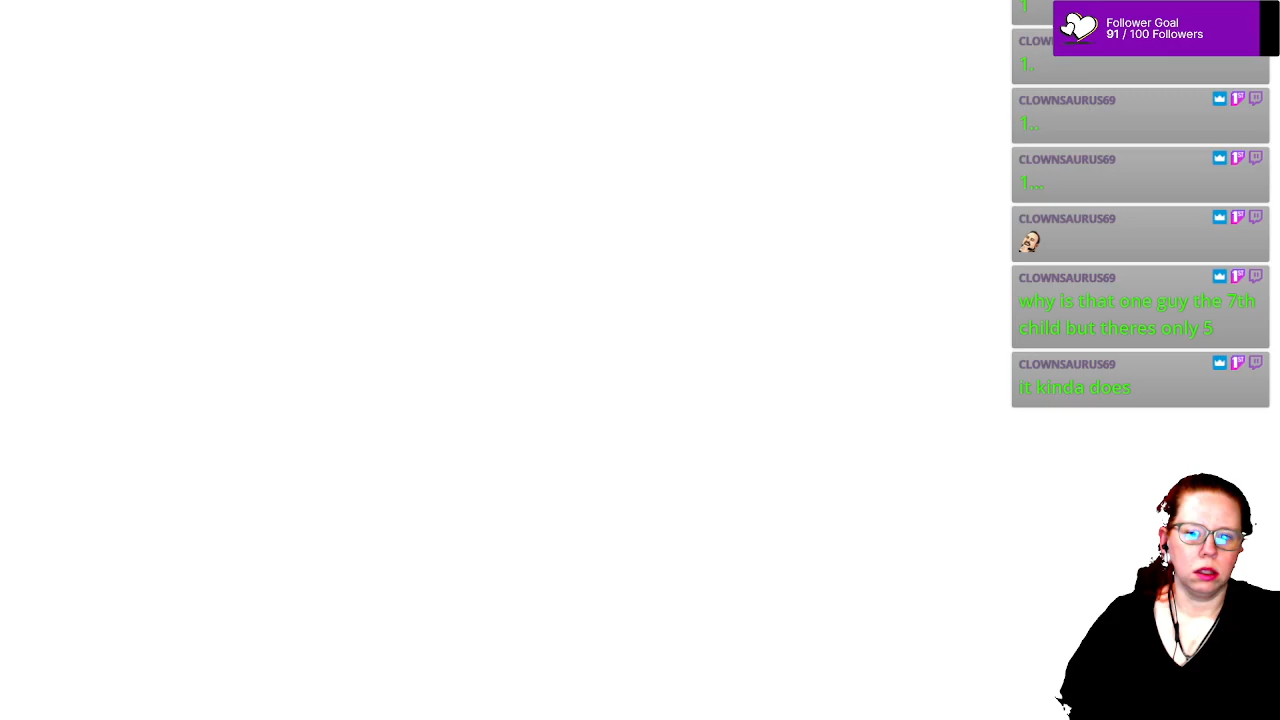 1
Follower Goal
91 / 100 Followers
1..
CLOWNSAURUS69
1..
CLOWNSAURUS69
1...
CLOWNSAURUS69
CLOWNSAURUS69
why is that one guy the 7th
child but theres only 5
CLOWNSAURUS69
it kinda does